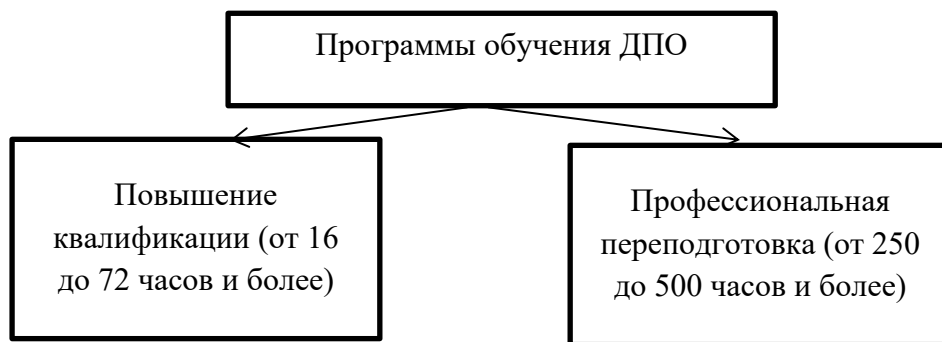 Программы обучения ДПО
Повышение
квалификации (от 16
до 72 часов и более)
Профессиональная
переподготовка (от 250
до 500 часов и более)